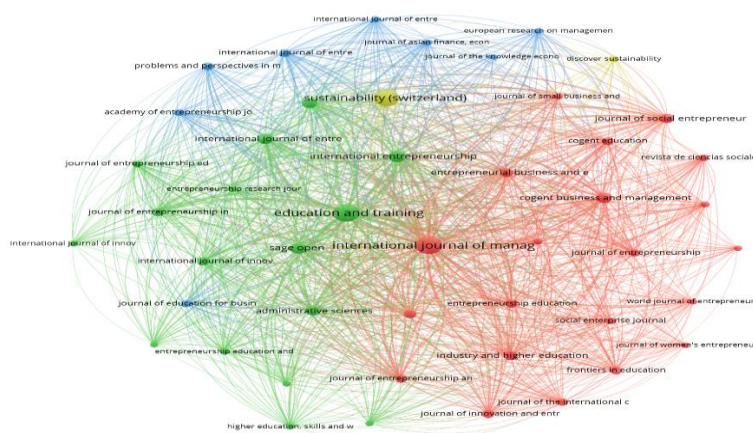 international journal of entre
european research on managemen
journal of asian finance, econ
international journal of entre
journal of the knowledge econo
discover sustainability
problems and perspectives in m
sustainability (switzerland)
journal of small business and
academy of entrepreneurship jo
journal of social entrepreneur
international journal of entre
cogent education
international entrepreneurship
revista de ciencias sociale
journal of entrepreneurship ed
entrepreneurial business and e
entrepreneurship research jour
cogent business and management
journal of entrepreneurship in
education and training
international journal of innov
sage open
international journal of manag
journal of entrepreneurship
international journal of innov
journal of education for busin
administrative sciences
entrepreneurship education
world journal of entrepreneur
social enterprise journal
entrepreneurship education and
industry and higher education
journal of women's entrepreneu
frontiers in education
journal of entrepreneurship an
journal of the international c
journal of innovation and entr
higher education, skills and w